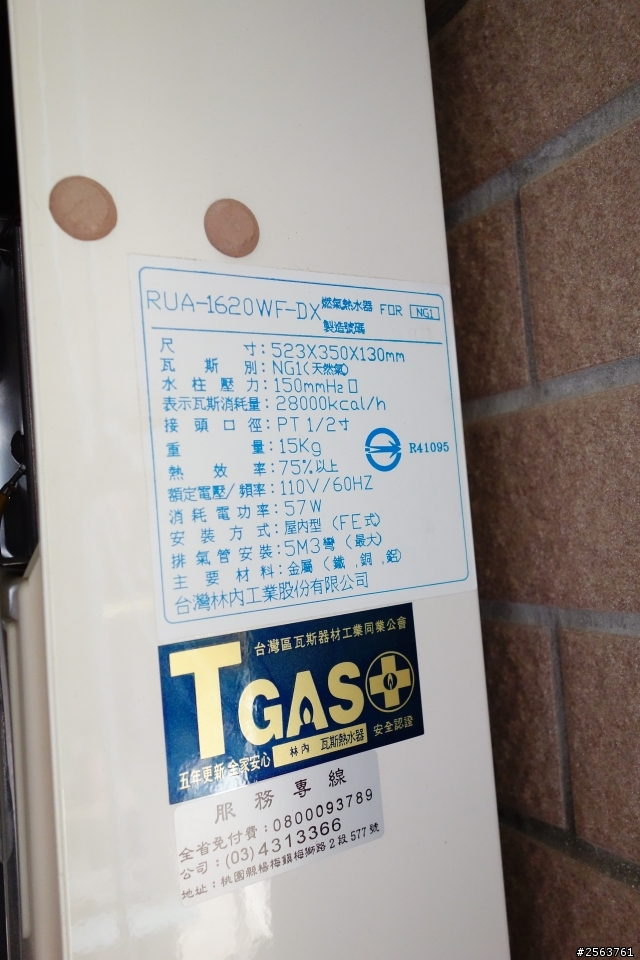 RUA-1620WF-DX 燃氣熱水器 FOR NG1
製造號碼
尺寸:523X350X130mm
瓦斯別:NG1(天然氣)
水柱壓力:150mmH2O
表示瓦斯消耗量:28000kcal/h
接頭口徑:PT 1/2寸
重量:15Kg
熱效率:75%以上
額定電壓/頻率:110V/60HZ
消耗電功率:57W
安裝方式:屋內型(FE式)
排氣管安裝:5M3彎(最大)
主要材料:金屬(鐵,銅,鋁)
台灣林內工業股份有限公司
R41095
台灣區瓦斯器材工業同業公會
TGAS
安全認證
林內 瓦斯熱水器
五年更新 全家安心
服務專線
全省免付費:0800093789
公司:(03)4313366
地址:桃園縣楊梅鎮梅獅路2段577號
#2563761